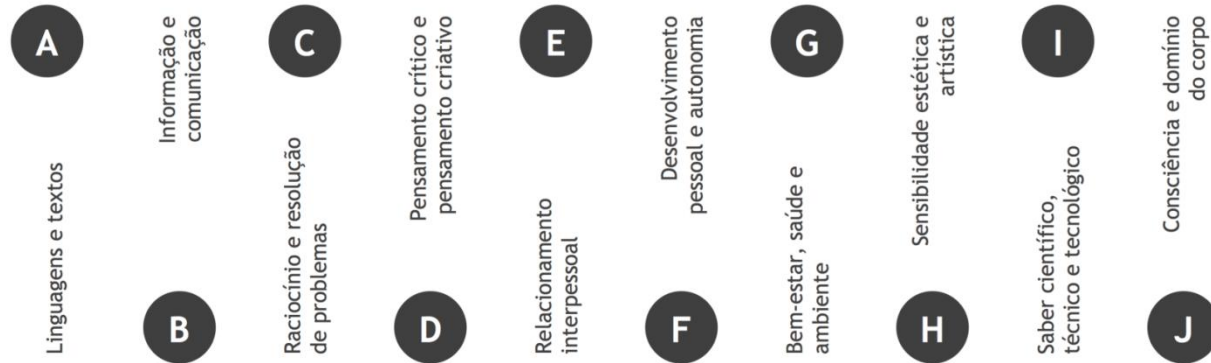 A
Linguagens e textos
B
Informação e
comunicação
C
Raciocínio e resolução
de problemas
D
Pensamento crítico e
pensamento criativo
E
Relacionamento
interpessoal
F
Desenvolvimento
pessoal e autonomia
G
Bem-estar, saúde e
ambiente
H
Sensibilidade estética e
artística
I
Saber científico,
técnico e tecnológico
J
Consciência e domínio
do corpo